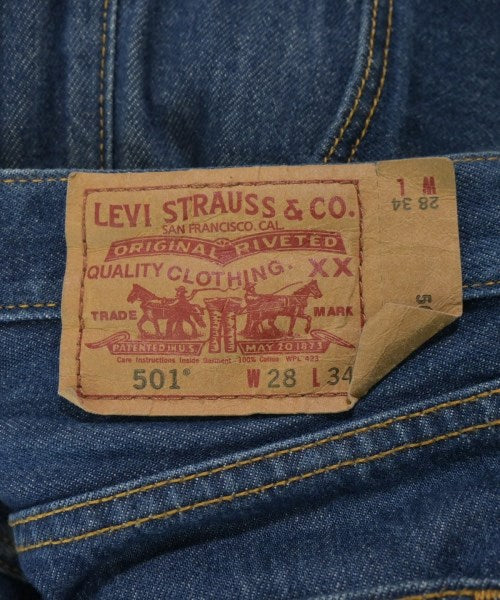 LEVI STRAUSS & CO.
SAN FRANCISCO, CAL.
ORIGINAL RIVETED
QUALITY CLOTHING. XX
TRADE MARK
PATENTED IN U.S. MAY 20 1873
Care Instructions Inside Garment 100% Cotton WPL 423
501® W 28 L 34
W L
28 34
5